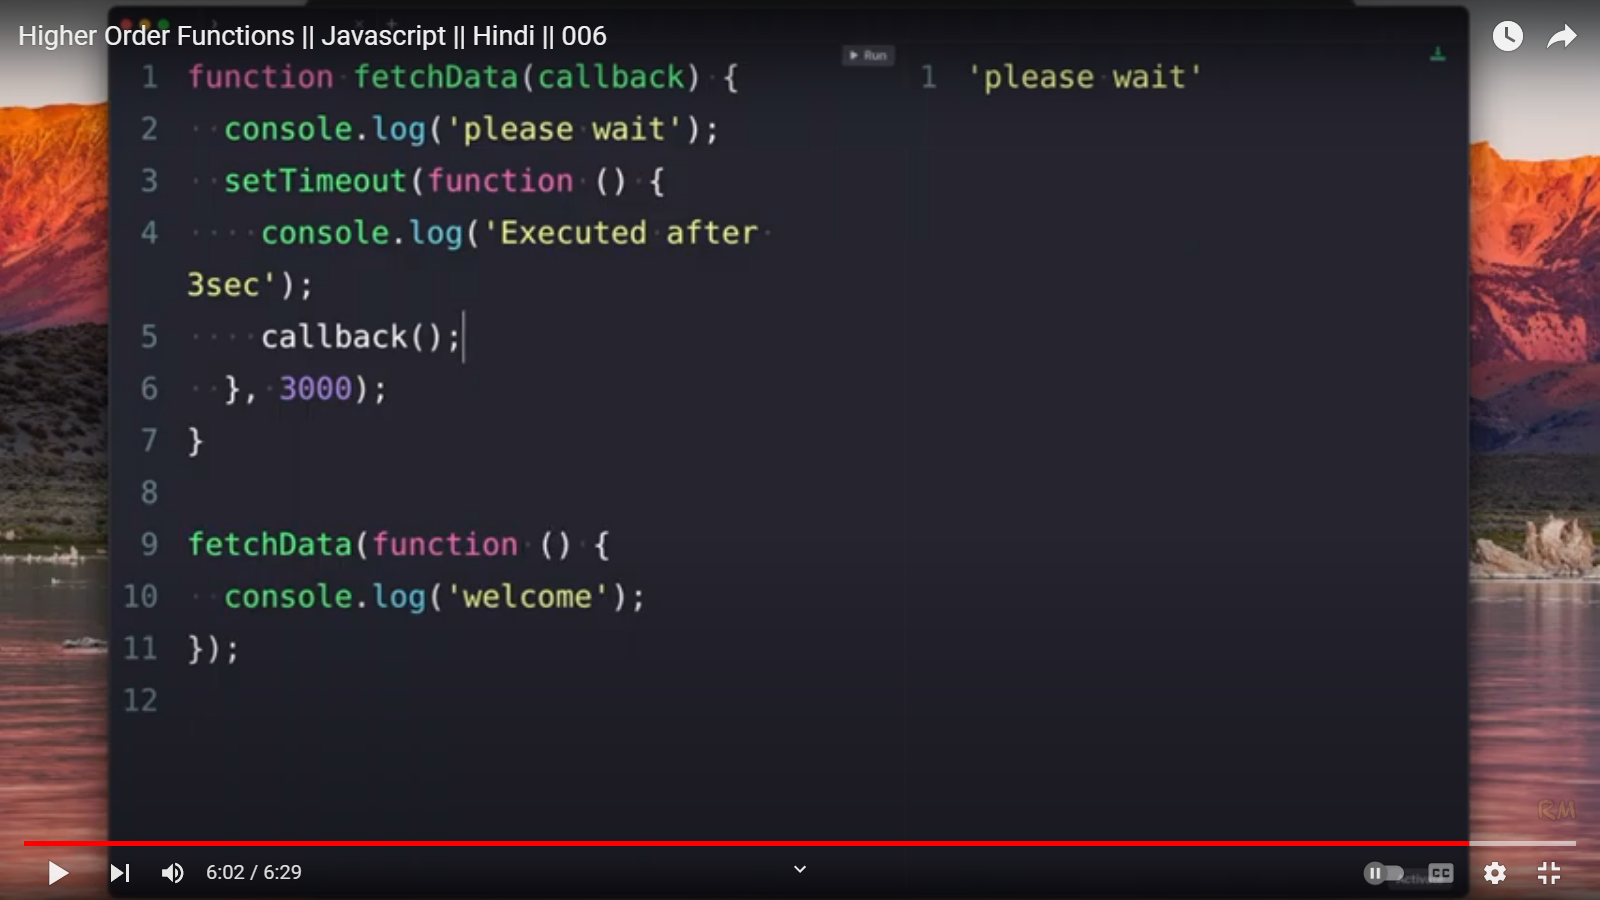 Higher Order Functions || Javascript || Hindi || 006
Run
1 function fetchData(callback) {
2 console.log('please wait');
3 setTimeout(function () {
4 console.log('Executed after
3sec');
5 callback();
6 }, 3000);
7 }
8
9 fetchData(function () {
10 console.log('welcome');
11 });
12
1 'please wait'
RM
6:02 / 6:29
CC